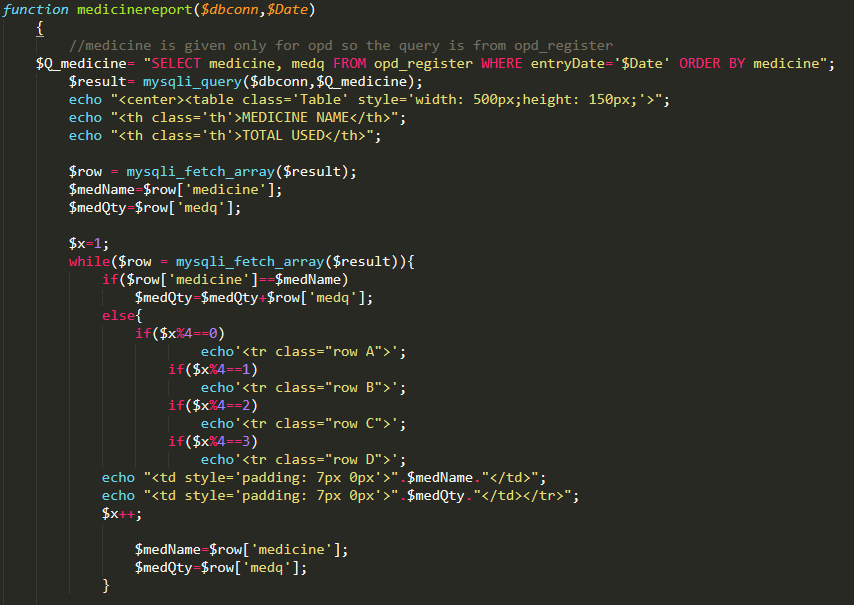 function medicinereport($dbconn,$Date)
{
//medicine is given only for opd so the query is from opd_register
$Q_medicine= "SELECT medicine, medq FROM opd_register WHERE entryDate='$Date' ORDER BY medicine";
$result= mysqli_query($dbconn,$Q_medicine);
echo "<center><table class='Table' style='width: 500px;height: 150px;'>";
echo "<th class='th'>MEDICINE NAME</th>";
echo "<th class='th'>TOTAL USED</th>";
$row = mysqli_fetch_array($result);
$medName=$row['medicine'];
$medQty=$row['medq'];
$x=1;
while($row = mysqli_fetch_array($result)){
if($row['medicine']==$medName)
$medQty=$medQty+$row['medq'];
else{
if($x%4==0)
echo'<tr class="row A">';
if($x%4==1)
echo'<tr class="row B">';
if($x%4==2)
echo'<tr class="row C">';
if($x%4==3)
echo'<tr class="row D">';
echo "<td style='padding: 7px 0px'>".$medName."</td>";
echo "<td style='padding: 7px 0px'>".$medQty."</td></tr>";
$x++;
$medName=$row['medicine'];
$medQty=$row['medq'];
}